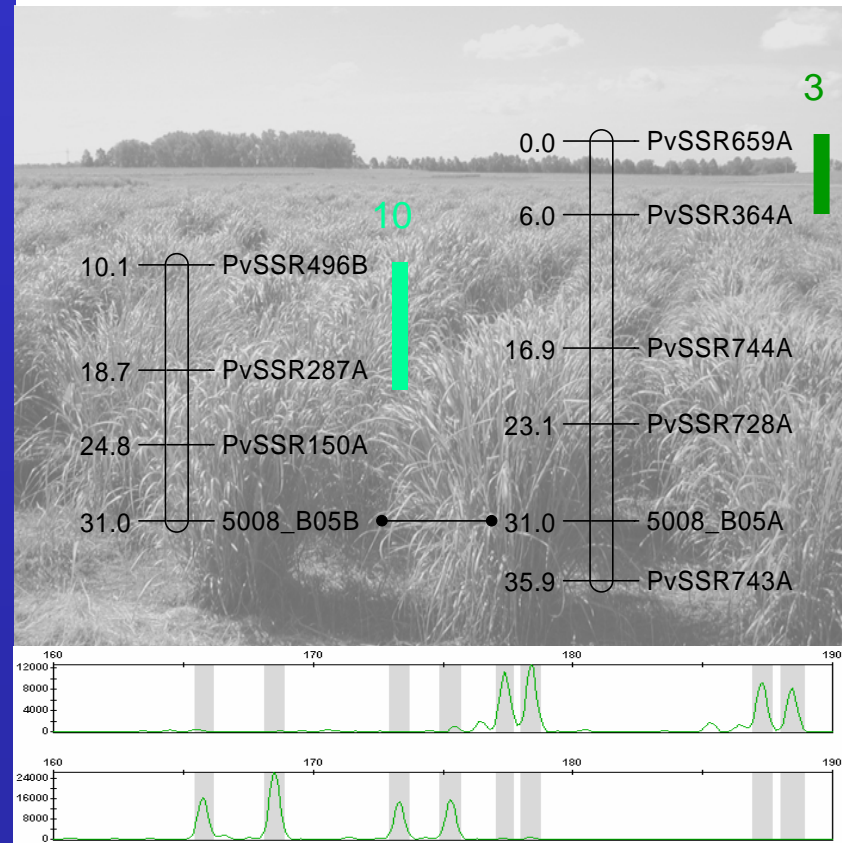 3
0.0 PvSSR659A
10
6.0 PvSSR364A
10.1 PvSSR496B
16.9 PvSSR744A
18.7 PvSSR287A
23.1 PvSSR728A
24.8 PvSSR150A
31.0 5008_B05B
31.0 5008_B05A
35.9 PvSSR743A
160 170 180 190
12000
8000
4000
0
160 170 180 190
24000
16000
8000
0